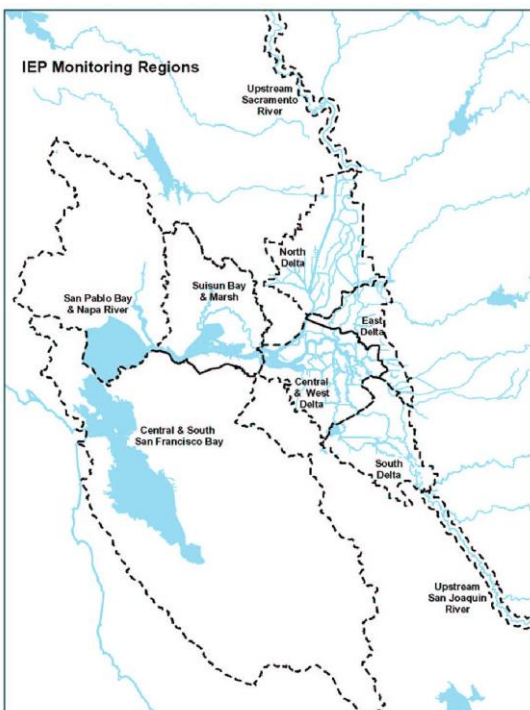 IEP Monitoring Regions
Upstream
Sacramento
River
North
Delta
Suisun Bay
& Marsh
San Pablo Bay
& Napa River
East
Delta
Central
& West
Delta
Central & South
San Francisco Bay
South
Delta
Upstream
San Joaquin
River